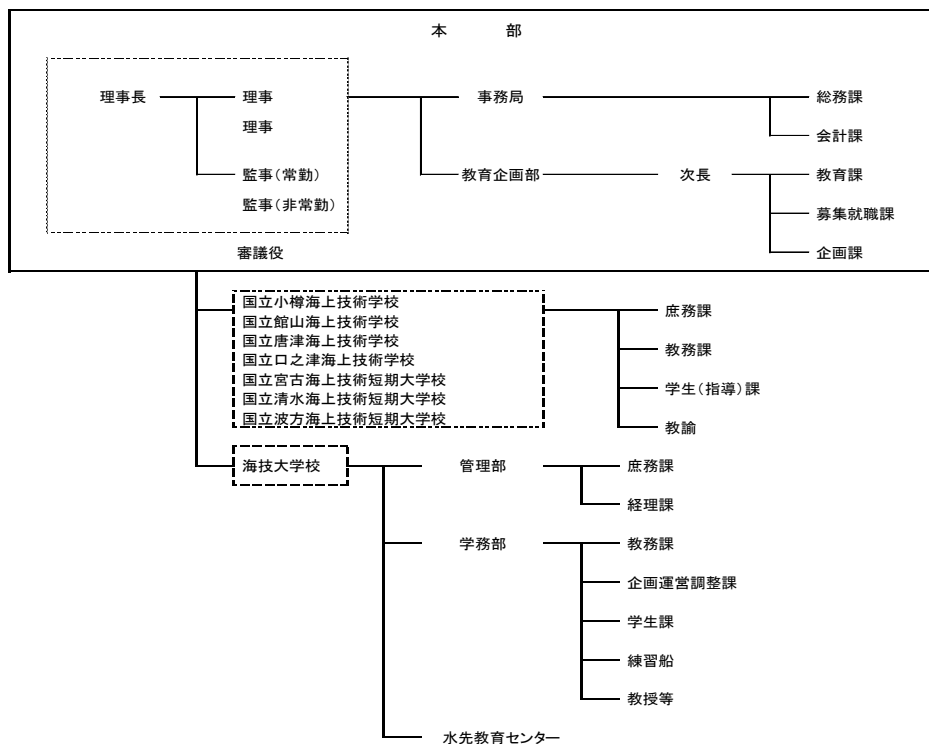 本　部
理事長　理事　事務局　総務課
理事
会計課
監事(常勤)　教育企画部　次長　教育課
監事(非常勤)　募集就職課
審議役　企画課
国立小樽海上技術学校
国立館山海上技術学校
国立唐津海上技術学校
国立口之津海上技術学校
国立宮古海上技術短期大学校
国立清水海上技術短期大学校
国立波方海上技術短期大学校
庶務課
教務課
学生(指導)課
教諭
海技大学校　管理部　庶務課
経理課
学務部　教務課
企画運営調整課
学生課
練習船
教授等
水先教育センター